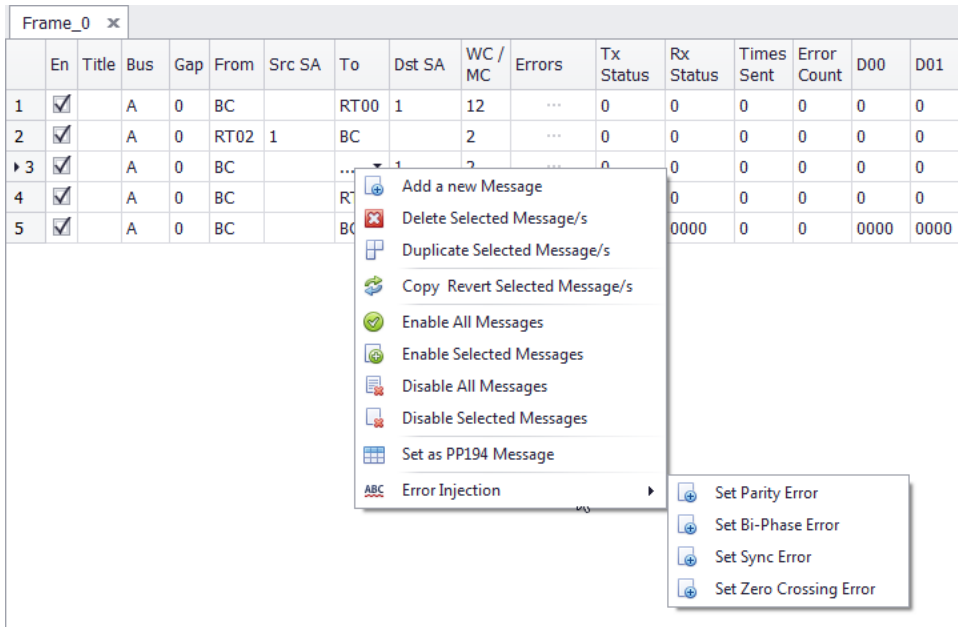 Frame_0 ×
En Title Bus Gap From Src SA To Dst SA WC / MC Errors Tx Status Rx Status Times Sent Error Count D00 D01
1 A 0 BC RT00 1 12 ... 0 0 0 0 0 0
2 A 0 RT02 1 BC 2 ... 0 0 0 0 0 0
3 A 0 BC ... 1 2 ... 0 0 0 0 0 0
4 A 0 BC 0 0 0 0 0
5 A 0 BC 0000 0 0 0000 0000
Add a new Message
Delete Selected Message/s
Duplicate Selected Message/s
Copy Revert Selected Message/s
Enable All Messages
Enable Selected Messages
Disable All Messages
Disable Selected Messages
Set as PP194 Message
ABC Error Injection
Set Parity Error
Set Bi-Phase Error
Set Sync Error
Set Zero Crossing Error